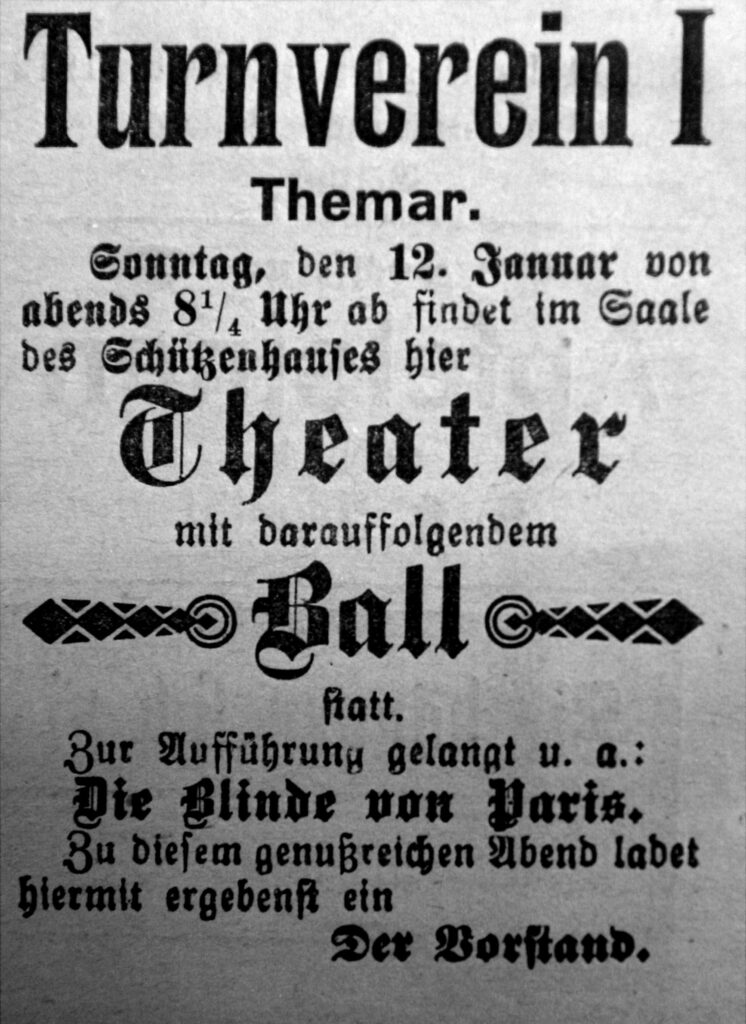 Turnverein I
Themar.
Sonntag, den 12. Januar von
abends 8¼ Uhr ab findet im Saale
des Schützenhauses hier
Theater
mit darauffolgendem
Ball
statt.
Zur Aufführung gelangt u. a.:
Die Blinde von Paris.
Zu diesem genußreichen Abend ladet
hiermit ergebenst ein
Der Vorstand.